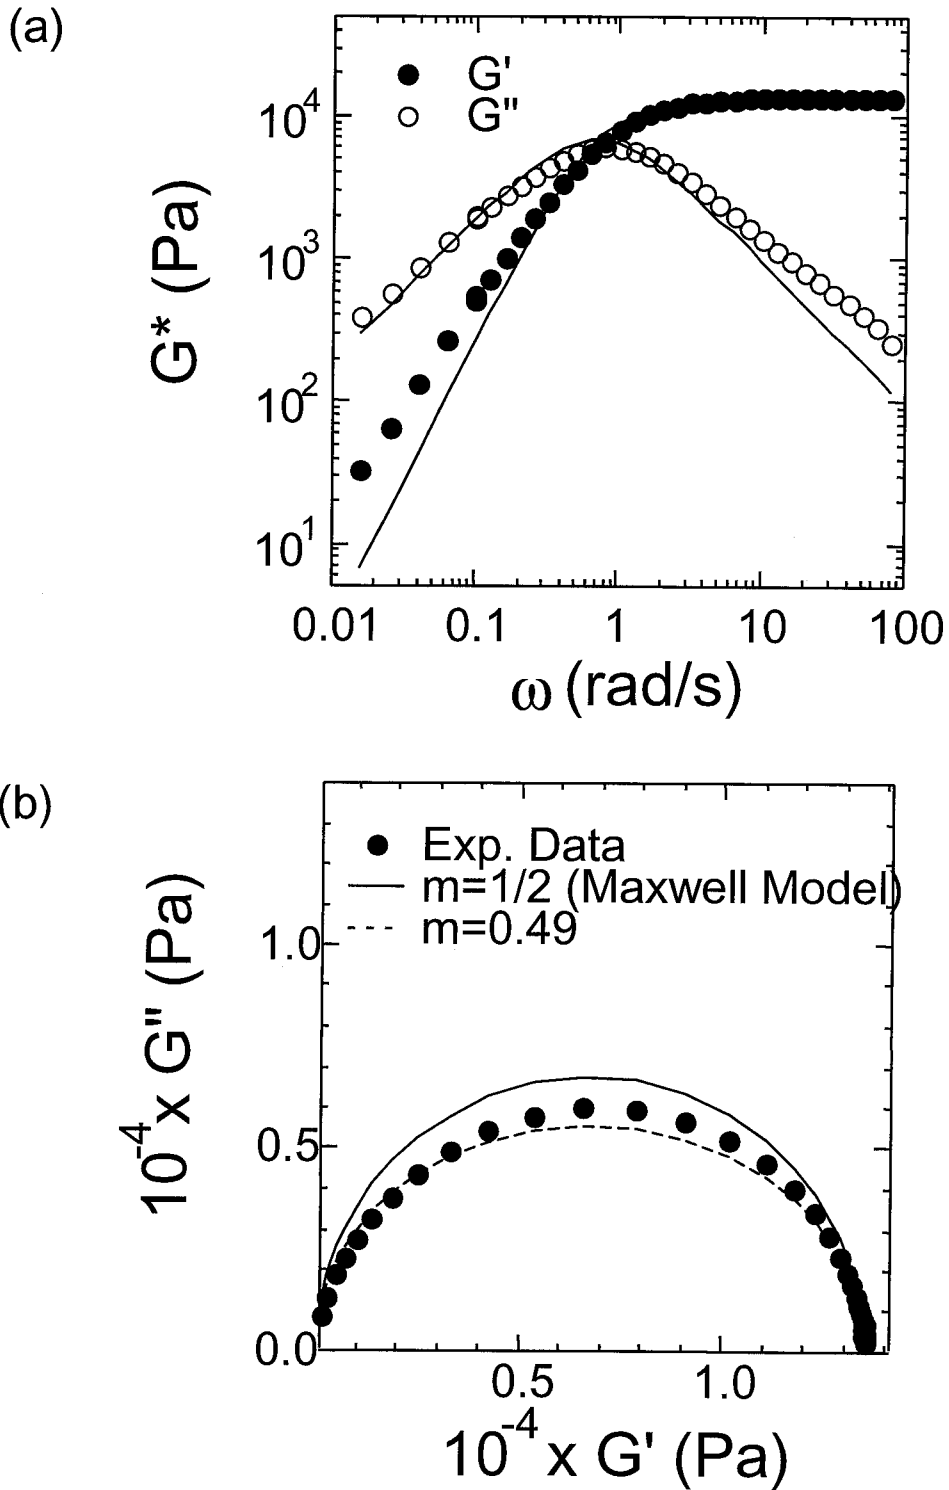 (a)
G'
G"
10^4
10^3
10^2
10^1
G* (Pa)
0.01 0.1 1 10 100
ω (rad/s)
(b)
Exp. Data
m=1/2 (Maxwell Model)
m=0.49
1.0
0.5
0.0
10^-4 x G" (Pa)
0.5 1.0
10^-4 x G' (Pa)